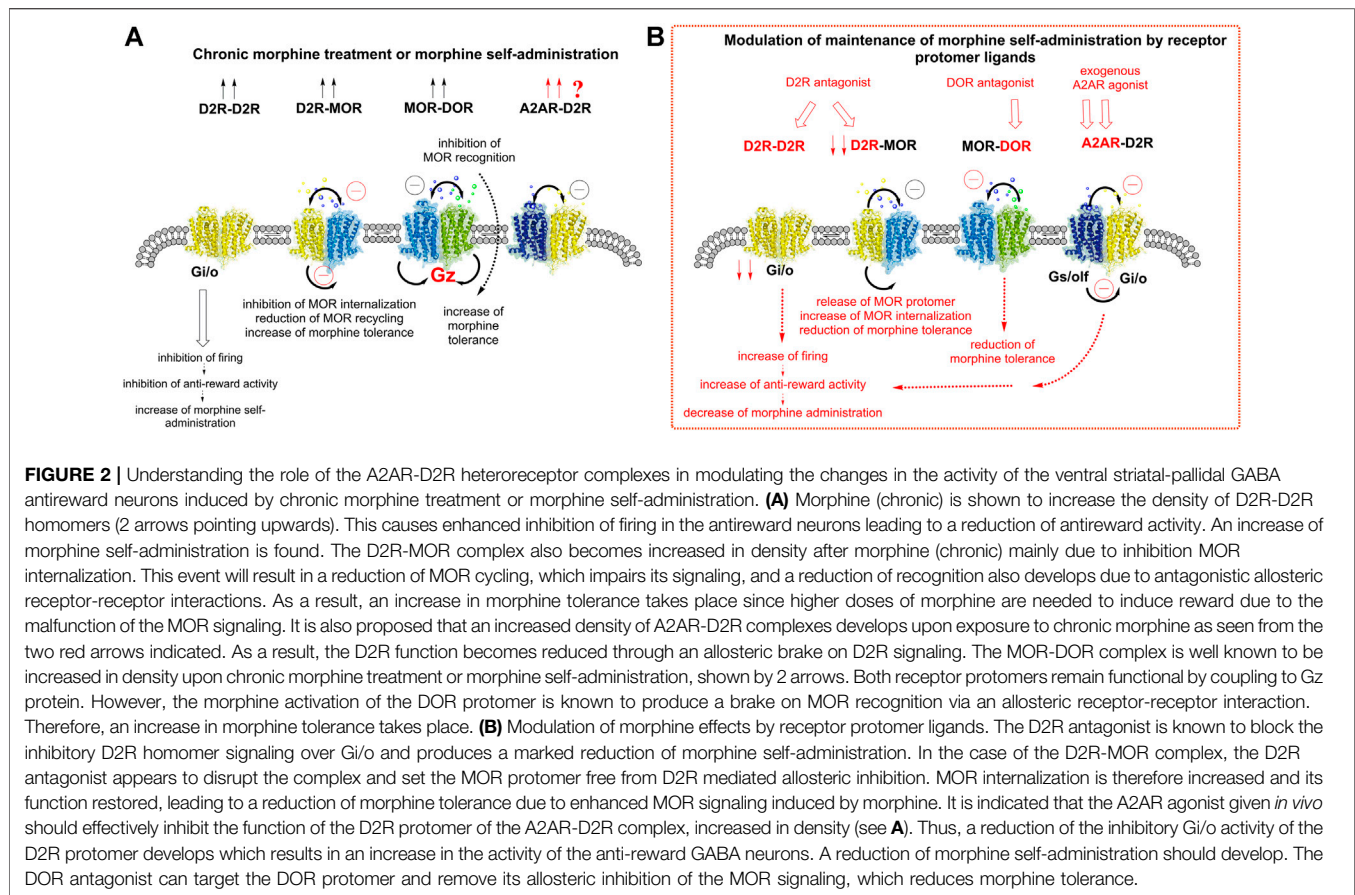 A
Chronic morphine treatment or morphine self-administration
D2R-D2R
D2R-MOR
MOR-DOR
?
A2AR-D2R
inhibition of
MOR recognition
Gi/o
Gz
inhibition of MOR internalization
reduction of MOR recycling
increase of morphine tolerance
increase of
morphine
tolerance
inhibition of firing
inhibition of anti-reward activity
increase of morphine self-
administration
B
Modulation of maintenance of morphine self-administration by receptor
protomer ligands
D2R antagonist
DOR antagonist
exogenous
A2AR agonist
D2R-D2R
D2R-MOR
MOR-DOR
A2AR-D2R
Gi/o
Gs/olf
Gi/o
release of MOR protomer
increase of MOR internalization
reduction of morphine tolerance
reduction of
morphine tolerance
increase of firing
increase of anti-reward activity
decrease of morphine administration
FIGURE 2 | Understanding the role of the A2AR-D2R heteroreceptor complexes in modulating the changes in the activity of the ventral striatal-pallidal GABA
antireward neurons induced by chronic morphine treatment or morphine self-administration. (A) Morphine (chronic) is shown to increase the density of D2R-D2R
homomers (2 arrows pointing upwards). This causes enhanced inhibition of firing in the antireward neurons leading to a reduction of antireward activity. An increase of
morphine self-administration is found. The D2R-MOR complex also becomes increased in density after morphine (chronic) mainly due to inhibition MOR
internalization. This event will result in a reduction of MOR cycling, which impairs its signaling, and a reduction of recognition also develops due to antagonistic allosteric
receptor-receptor interactions. As a result, an increase in morphine tolerance takes place since higher doses of morphine are needed to induce reward due to the
malfunction of the MOR signaling. It is also proposed that an increased density of A2AR-D2R complexes develops upon exposure to chronic morphine as seen from the
two red arrows indicated. As a result, the D2R function becomes reduced through an allosteric brake on D2R signaling. The MOR-DOR complex is well known to be
increased in density upon chronic morphine treatment or morphine self-administration, shown by 2 arrows. Both receptor protomers remain functional by coupling to Gz
protein. However, the morphine activation of the DOR protomer is known to produce a brake on MOR recognition via an allosteric receptor-receptor interaction.
Therefore, an increase in morphine tolerance takes place. (B) Modulation of morphine effects by receptor protomer ligands. The D2R antagonist is known to block the
inhibitory D2R homomer signaling over Gi/o and produces a marked reduction of morphine self-administration. In the case of the D2R-MOR complex, the D2R
antagonist appears to disrupt the complex and set the MOR protomer free from D2R mediated allosteric inhibition. MOR internalization is therefore increased and its
function restored, leading to a reduction of morphine tolerance due to enhanced MOR signaling induced by morphine. It is indicated that the A2AR agonist given in vivo
should effectively inhibit the function of the D2R protomer of the A2AR-D2R complex, increased in density (see A). Thus, a reduction of the inhibitory Gi/o activity of the
D2R protomer develops which results in an increase in the activity of the anti-reward GABA neurons. A reduction of morphine self-administration should develop. The
DOR antagonist can target the DOR protomer and remove its allosteric inhibition of the MOR signaling, which reduces morphine tolerance.